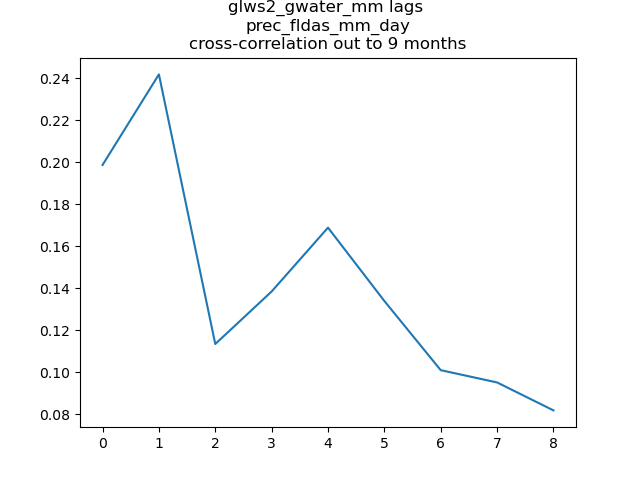 glws2_gwater_mm lags
prec_fldas_mm_day
cross-correlation out to 9 months
0.24
0.22
0.20
0.18
0.16
0.14
0.12
0.10
0.08
0 1 2 3 4 5 6 7 8